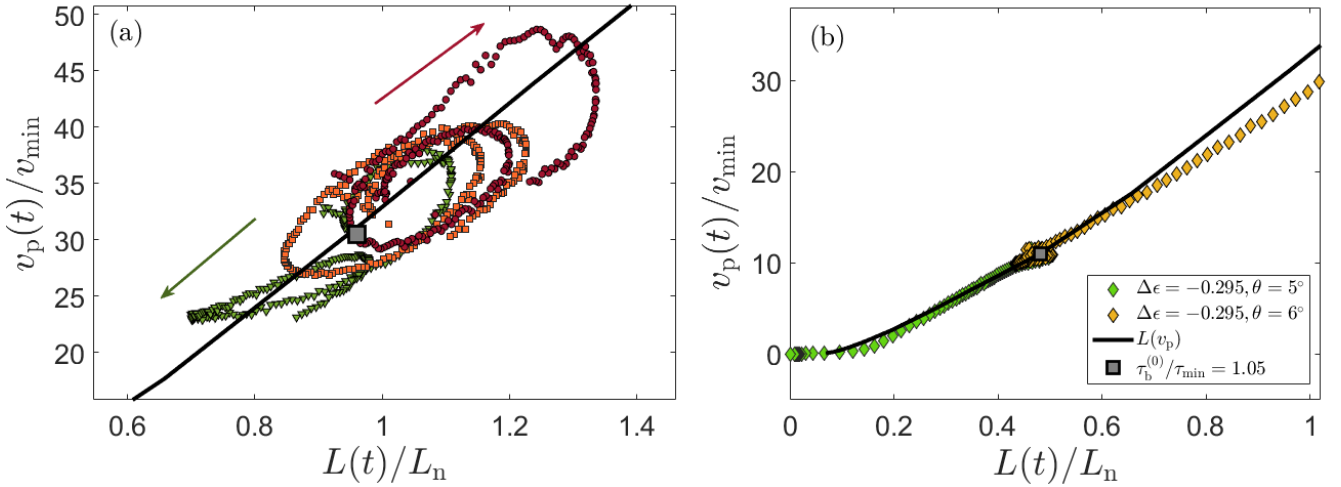 (a)
50
45
40
35
30
25
20
v_p(t)/v_min
0.6 0.8 1 1.2 1.4
L(t)/L_n
(b)
30
20
10
0
v_p(t)/v_min
0 0.2 0.4 0.6 0.8 1
L(t)/L_n
Δϵ = −0.295, θ = 5°
Δϵ = −0.295, θ = 6°
L(v_p)
τ_b^(0)/τ_min = 1.05